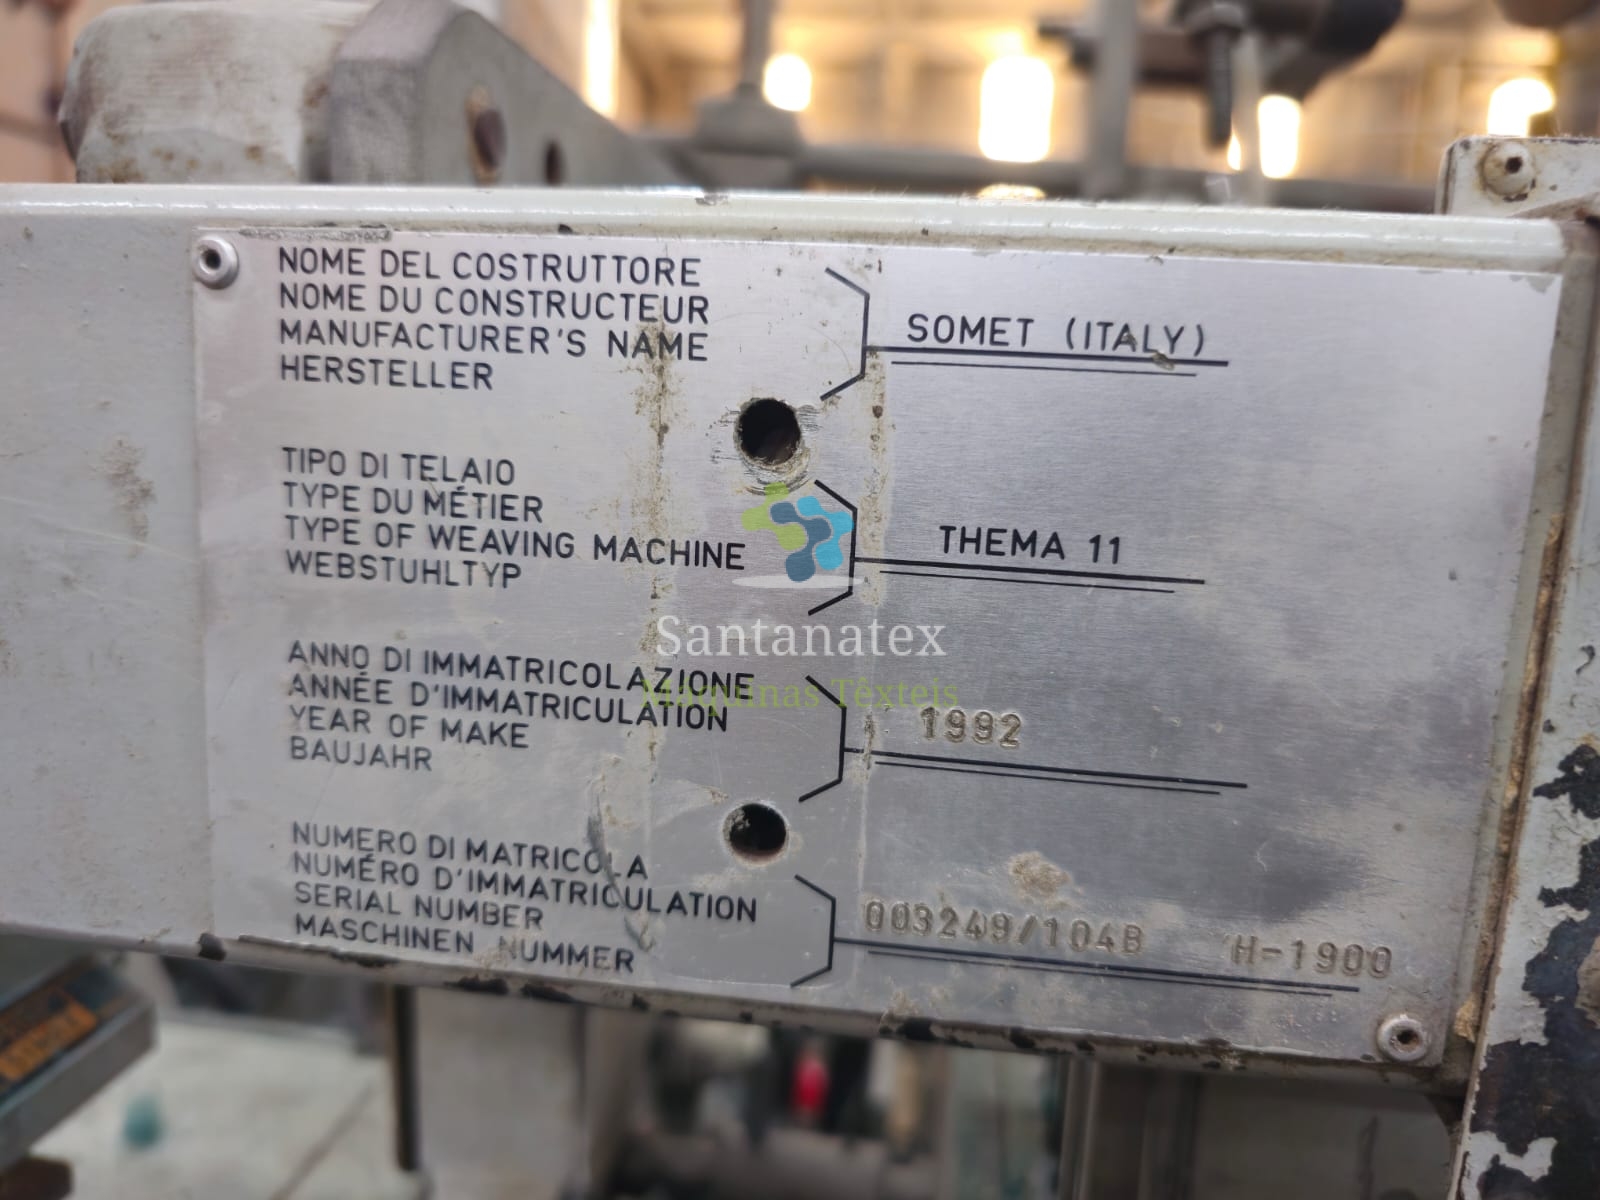 NOME DEL COSTRUTTORE
NOME DU CONSTRUCTEUR
MANUFACTURER'S NAME
HERSTELLER
SOMET (ITALY)
TIPO DI TELAIO
TYPE DU MÉTIER
TYPE OF WEAVING MACHINE
WEBSTUHLTYP
THEMA 11
Santanatex
Máquinas Têxteis
ANNO DI IMMATRICOLAZIONE
ANNÉE D'IMMATRICULATION
YEAR OF MAKE
BAUJAHR
1992
NUMERO DI MATRICOLA
NUMÉRO D'IMMATRICULATION
SERIAL NUMBER
MASCHINEN NUMMER
003249/104B H-1900